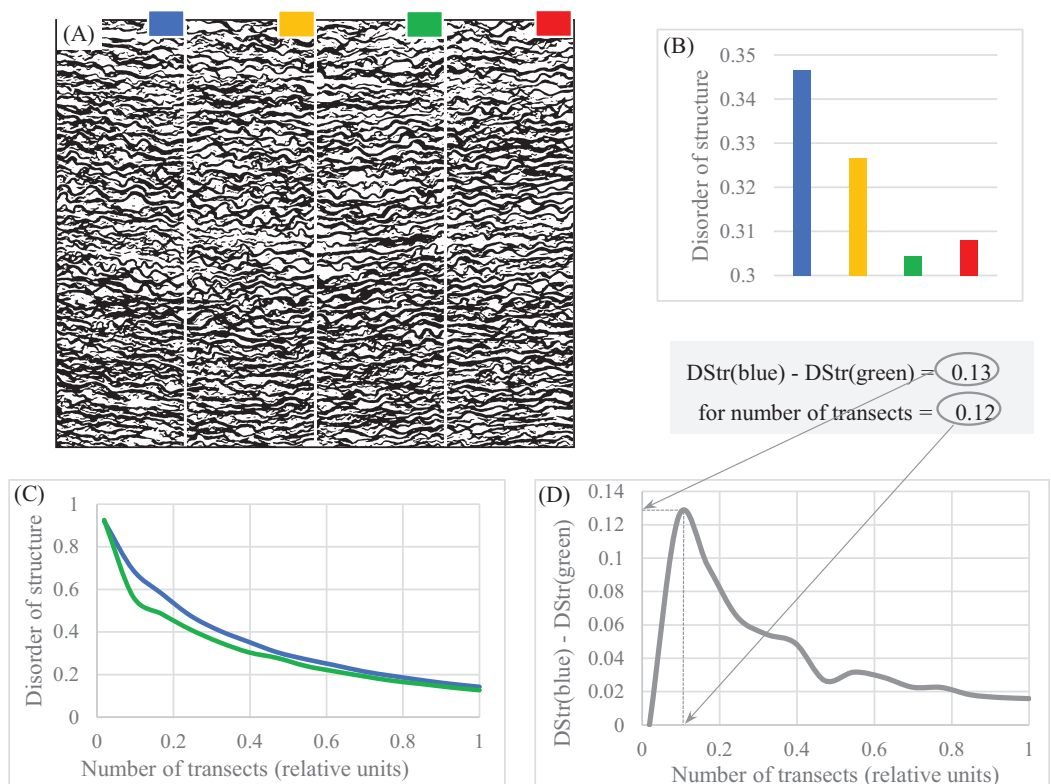 (A)
(B)
Disorder of structure
0.35
0.34
0.33
0.32
0.31
0.3
DStr(blue) - DStr(green) = 0.13
for number of transects = 0.12
(C)
Disorder of structure
1
0.8
0.6
0.4
0.2
0
0 0.2 0.4 0.6 0.8 1
Number of transects (relative units)
(D)
DStr(blue) - DStr(green)
0.14
0.12
0.1
0.08
0.06
0.04
0.02
0
0 0.2 0.4 0.6 0.8 1
Number of transects (relative units)